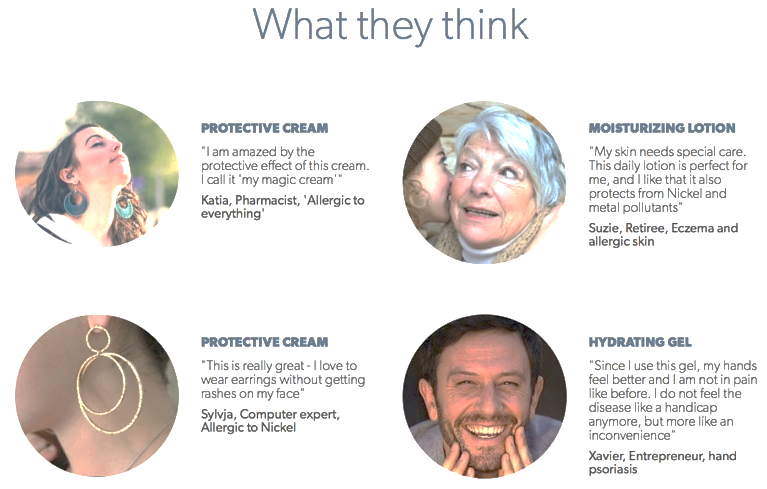 What they think
PROTECTIVE CREAM
"I am amazed by the
protective effect of this cream.
I call it 'my magic cream'"
Katia, Pharmacist, 'Allergic to
everything'
MOISTURIZING LOTION
"My skin needs special care.
This daily lotion is perfect for
me, and I like that it also
protects from Nickel and
metal pollutants"
Suzie, Retiree, Eczema and
allergic skin
PROTECTIVE CREAM
"This is really great - I love to
wear earrings without getting
rashes on my face"
Sylvja, Computer expert,
Allergic to Nickel
HYDRATING GEL
"Since I use this gel, my hands
feel better and I am not in pain
like before. I do not feel the
disease like a handicap
anymore, but more like an
inconvenience"
Xavier, Entrepreneur, hand
psoriasis